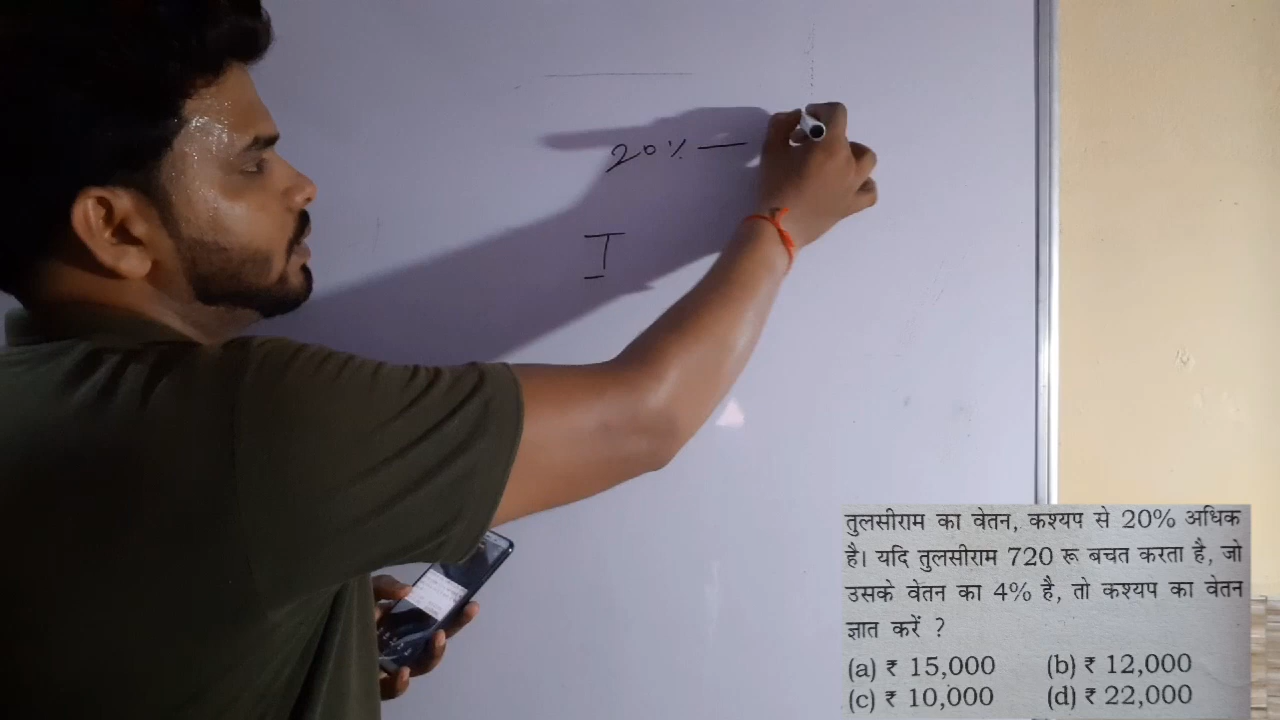 20% —
I
तुलसीराम का वेतन, कश्यप से 20% अधिक
है। यदि तुलसीराम 720 रू बचत करता है, जो
उसके वेतन का 4% है, तो कश्यप का वेतन
ज्ञात करें ?
(a) ₹ 15,000 (b) ₹ 12,000
(c) ₹ 10,000 (d) ₹ 22,000